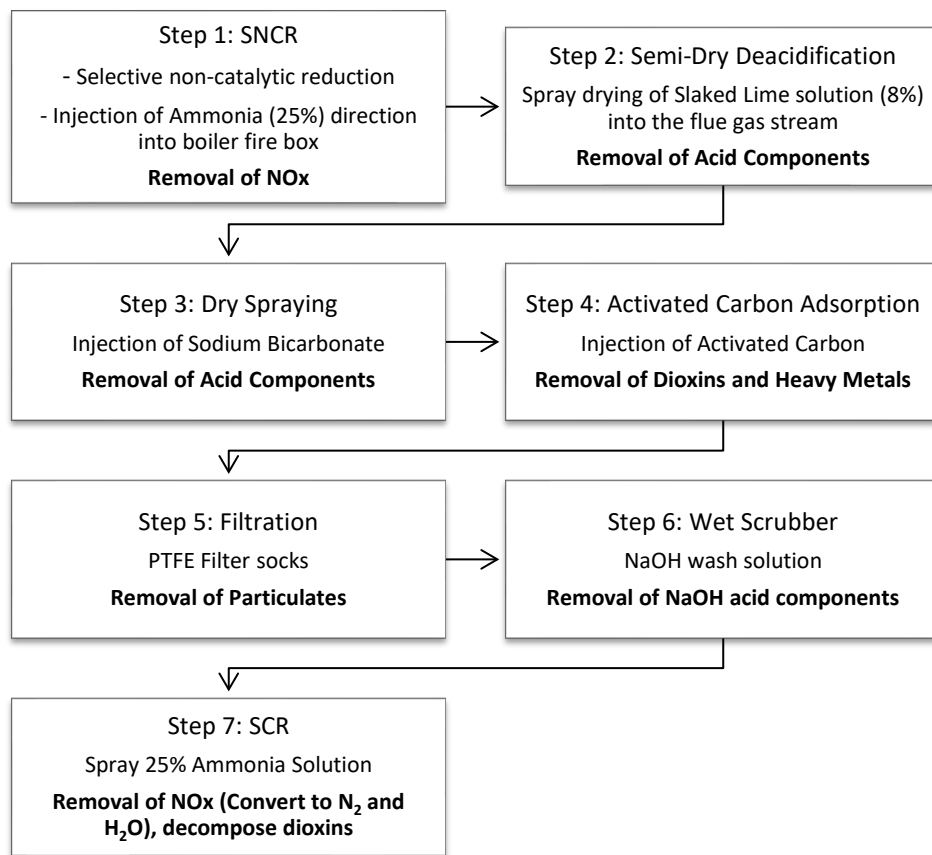 Step 1: SNCR
- Selective non-catalytic reduction
- Injection of Ammonia (25%) direction
into boiler fire box
Removal of NOx
Step 2: Semi-Dry Deacidification
Spray drying of Slaked Lime solution (8%)
into the flue gas stream
Removal of Acid Components
Step 3: Dry Spraying
Injection of Sodium Bicarbonate
Removal of Acid Components
Step 4: Activated Carbon Adsorption
Injection of Activated Carbon
Removal of Dioxins and Heavy Metals
Step 5: Filtration
PTFE Filter socks
Removal of Particulates
Step 6: Wet Scrubber
NaOH wash solution
Removal of NaOH acid components
Step 7: SCR
Spray 25% Ammonia Solution
Removal of NOx (Convert to N₂ and
H₂O), decompose dioxins